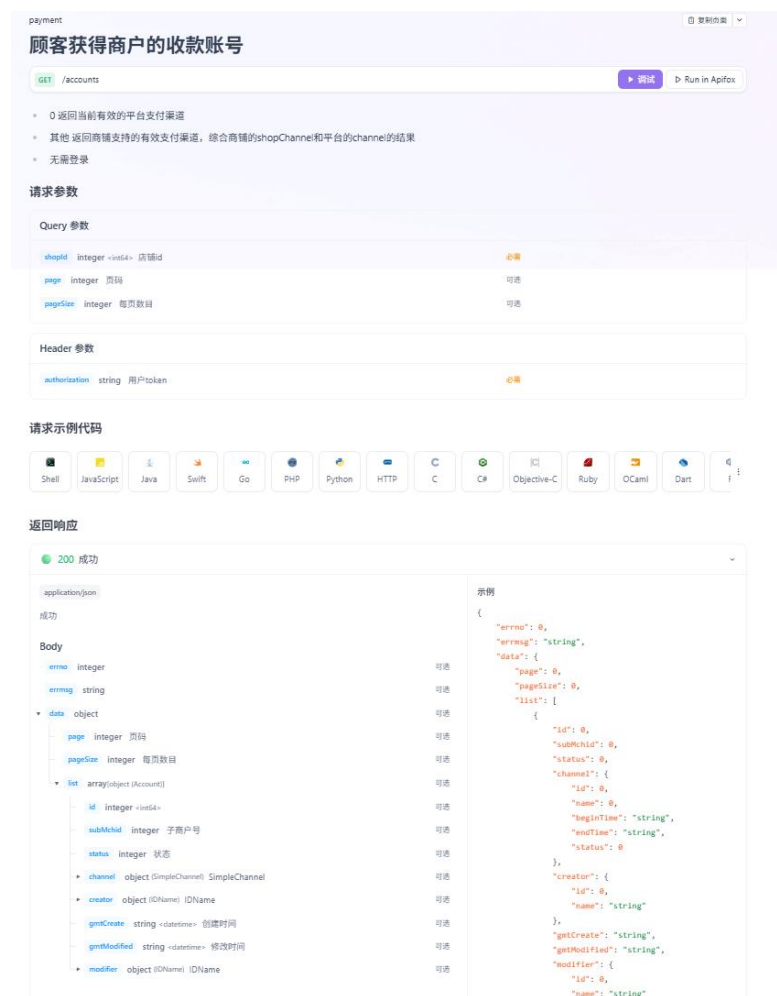 payment
复制页面
顾客获得商户的收款账号
GET /accounts
调试
Run in Apifox
0 返回当前有效的平台支付渠道
其他 返回商铺支持的有效支付渠道，综合商铺的shopChannel和平台的channel的结果
无需登录
请求参数
Query 参数
shopId integer <int64> 店铺id 必需
page integer 页码 可选
pageSize integer 每页数目 可选
Header 参数
authorization string 用户token 必需
请求示例代码
Shell JavaScript Java Swift Go PHP Python HTTP C C# Objective-C Ruby OCaml Dart
返回响应
200 成功
application/json
成功
Body
errno integer 可选
errmsg string 可选
data object 可选
page integer 页码 可选
pageSize integer 每页数目 可选
list array[object (Account)] 可选
id integer <int64> 可选
subMchid integer 子商户号 可选
status integer 状态 可选
channel object (SimpleChannel) SimpleChannel 可选
creator object (IDName) IDName 可选
gmtCreate string <datetime> 创建时间 可选
gmtModified string <datetime> 修改时间 可选
modifier object (IDName) IDName 可选
示例
{
"errno": 0,
"errmsg": "string",
"data": {
"page": 0,
"pageSize": 0,
"list": [
{
"id": 0,
"subMchid": 0,
"status": 0,
"channel": {
"id": 0,
"name": 0,
"beginTime": "string",
"endTime": "string",
"status": 0
},
"creator": {
"id": 0,
"name": "string"
},
"gmtCreate": "string",
"gmtModified": "string",
"modifier": {
"id": 0,
"name": "string"